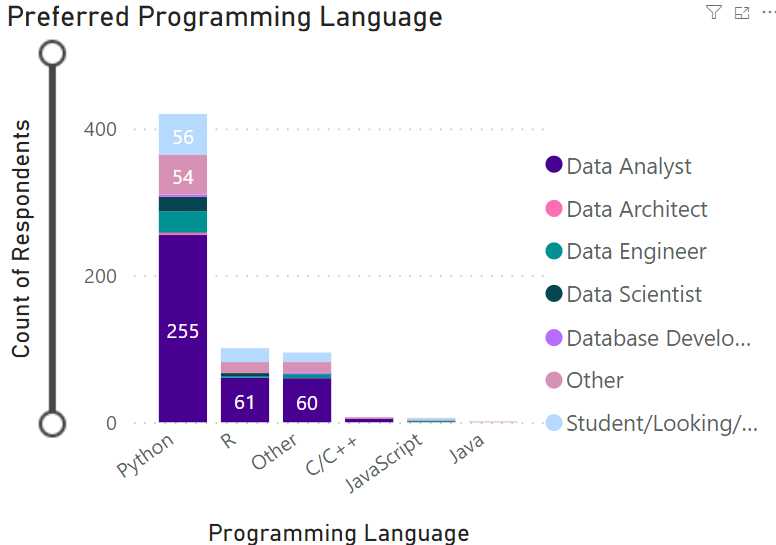 Preferred Programming Language
Count of Respondents
400
200
0
56
54
255
61
60
Python
R
Other
C/C++
JavaScript
Java
Programming Language
Data Analyst
Data Architect
Data Engineer
Data Scientist
Database Develo...
Other
Student/Looking/...